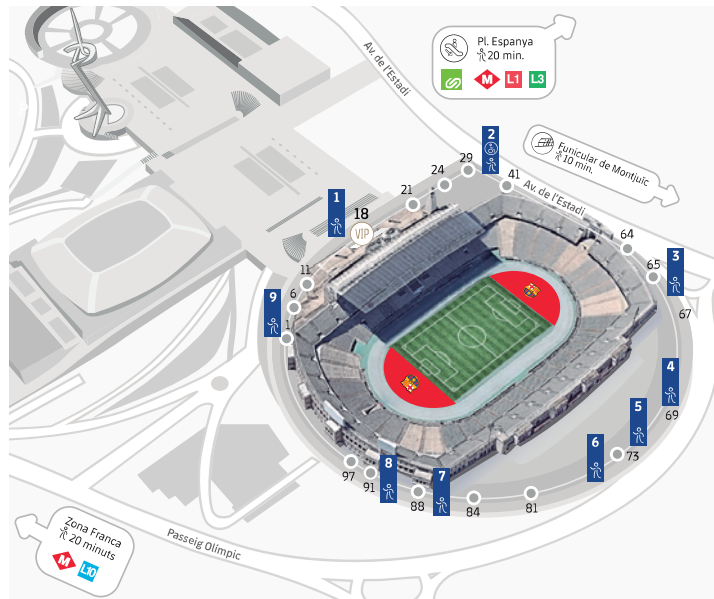 Av. de l'Estadi
Pl. Espanya
20 min.
M L1 L3
Funicular de Montjuïc
10 min.
Av. de l'Estadi
2
29
24
41
21
1
18
VIP
64
65
3
67
11
6
9
1
4
69
5
73
6
97
91
8
7
88
84
81
Passeig Olímpic
Zona Franca
20 minuts
M L10